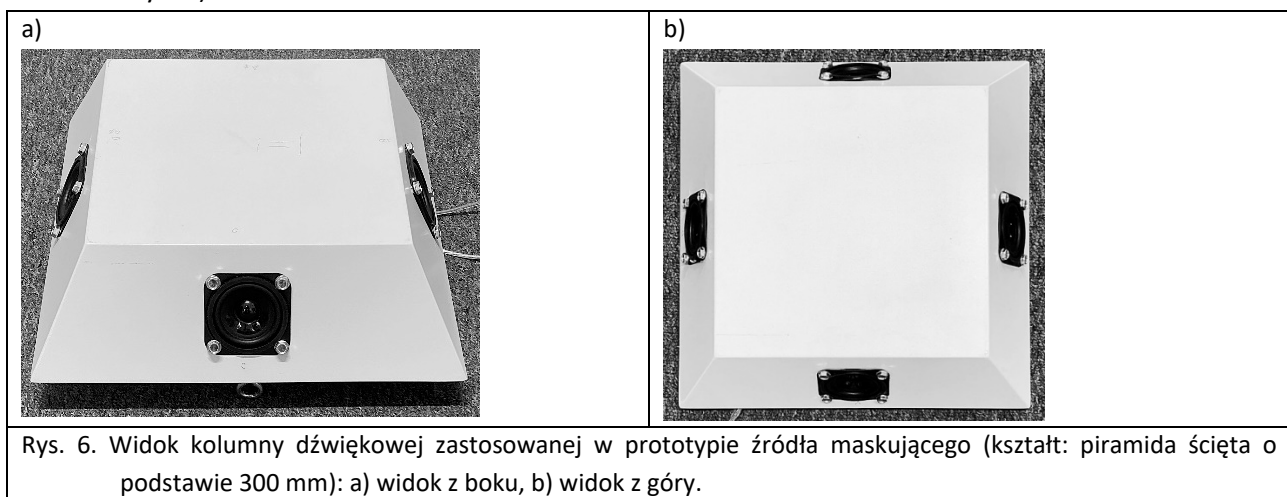 a)
b)
Rys. 6. Widok kolumny dźwiękowej zastosowanej w prototypie źródła maskującego (kształt: piramida ścięta o
podstawie 300 mm): a) widok z boku, b) widok z góry.